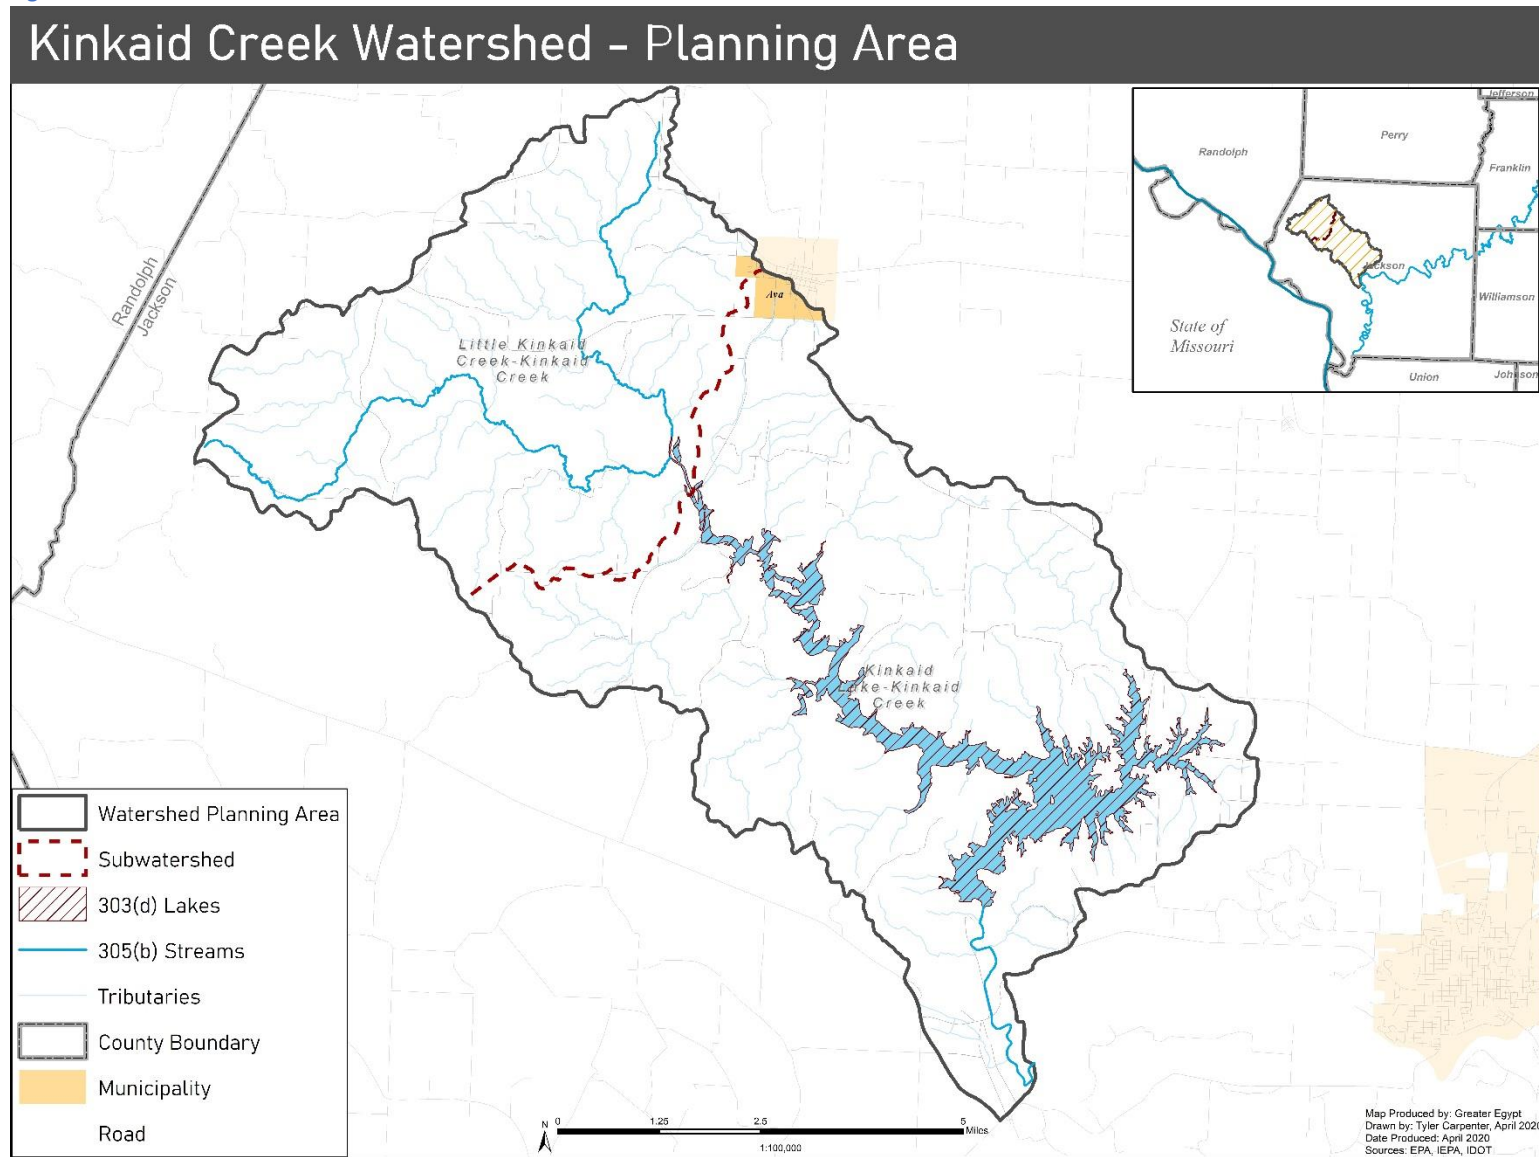 Kinkaid Creek Watershed - Planning Area
Jefferson
Perry
Randolph
Franklin
Jackson
Williamson
State of
Missouri
Union
Johnson
Randolph
Jackson
Ava
Little Kinkaid
Creek-Kinkaid
Creek
Kinkaid
Lake-Kinkaid
Creek
Watershed Planning Area
Subwatershed
303(d) Lakes
305(b) Streams
Tributaries
County Boundary
Municipality
Road
N
0 1.25 2.5 5
Miles
1:100,000
Map Produced by: Greater Egypt
Drawn by: Tyler Carpenter, April 2020
Date Produced: April 2020
Sources: EPA, IEPA, IDOT